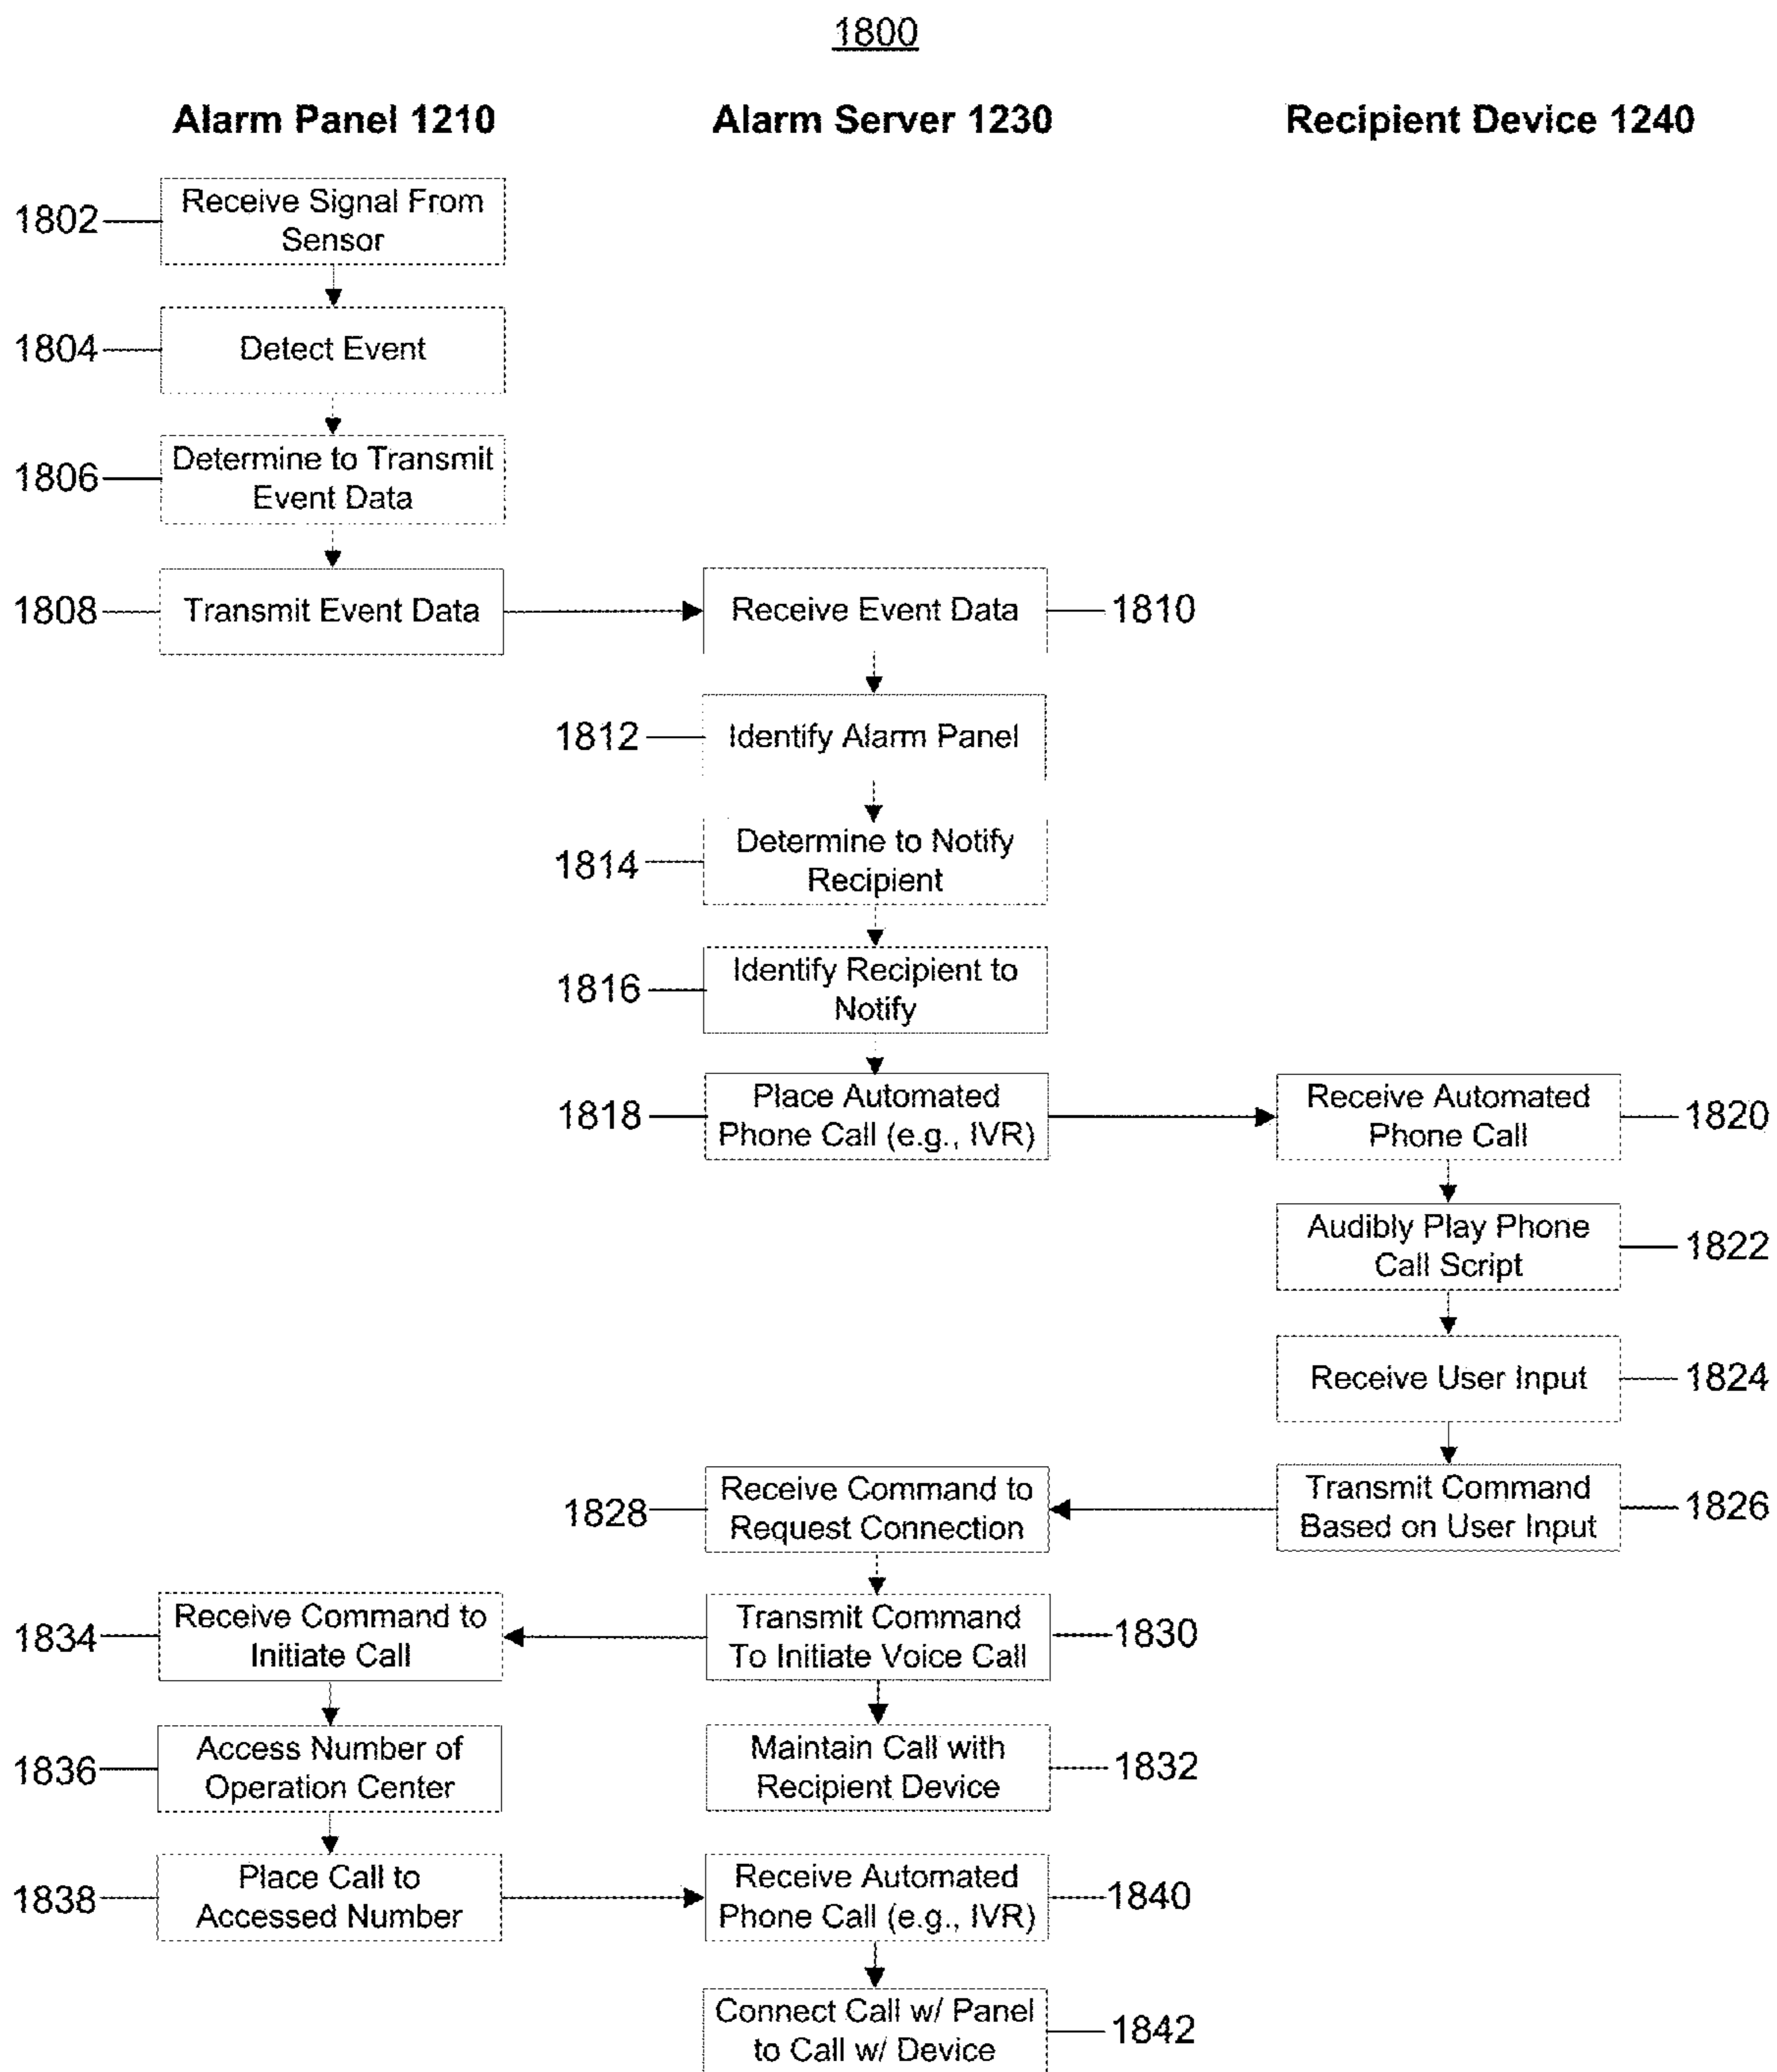 1800
Alarm Panel 1210
Alarm Server 1230
Recipient Device 1240
1802
Receive Signal From
Sensor
1804
Detect Event
1806
Determine to Transmit
Event Data
1808
Transmit Event Data
Receive Event Data
1810
1812
Identify Alarm Panel
1814
Determine to Notify
Recipient
1816
Identify Recipient to
Notify
1818
Place Automated
Phone Call (e.g., IVR)
Receive Automated
Phone Call
1820
Audibly Play Phone
Call Script
1822
Receive User Input
1824
Transmit Command
Based on User Input
1826
1828
Receive Command to
Request Connection
Transmit Command
To Initiate Voice Call
1830
Maintain Call with
Recipient Device
1832
1834
Receive Command to
Initiate Call
1836
Access Number of
Operation Center
1838
Place Call to
Accessed Number
Receive Automated
Phone Call (e.g., IVR)
1840
Connect Call w/ Panel
to Call w/ Device
1842